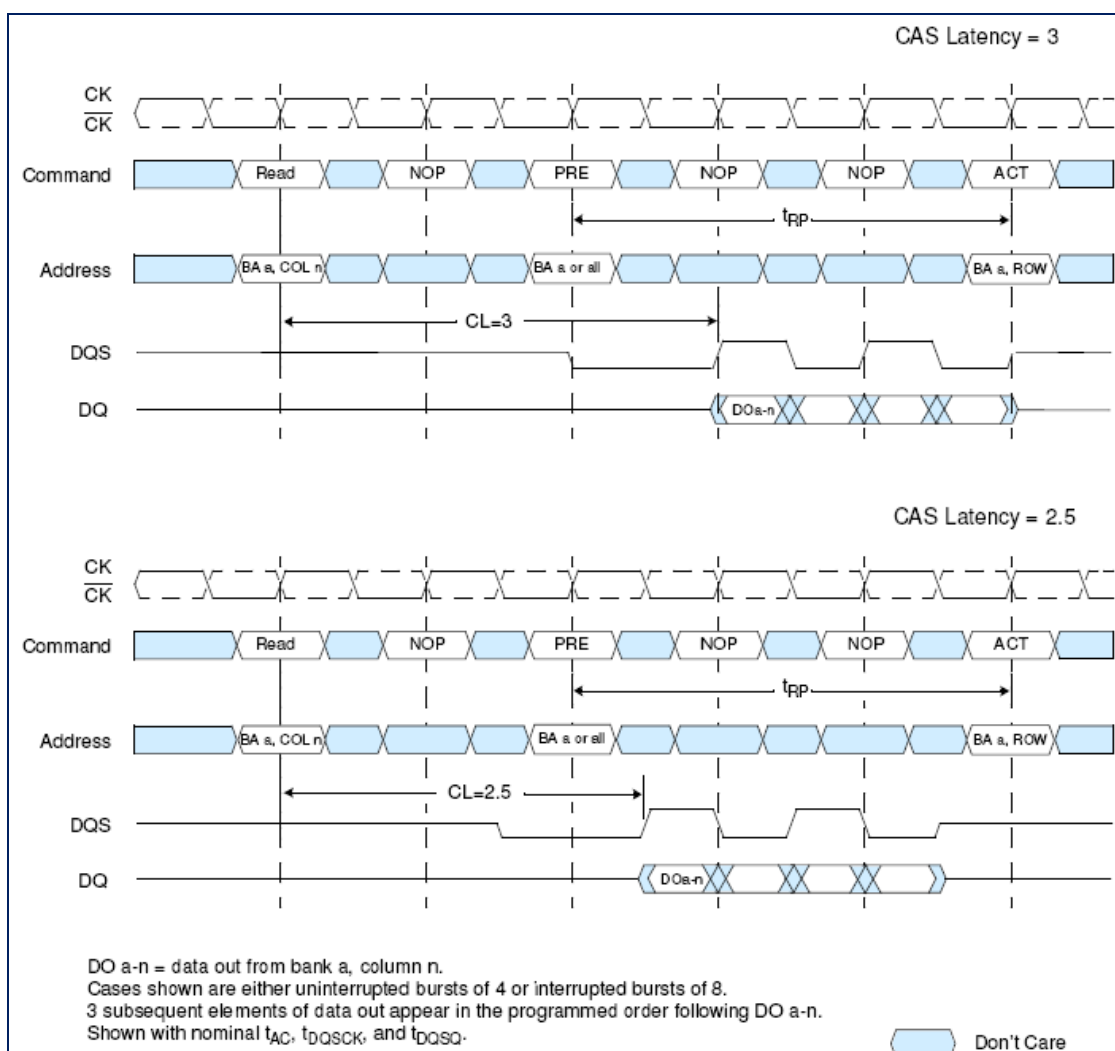 CAS Latency = 3
CK
CK
Command Read NOP PRE NOP NOP ACT
tRP
Address BA a, COL n BA a or all BA a, ROW
CL=3
DQS
DQ DOa-n
CAS Latency = 2.5
CK
CK
Command Read NOP PRE NOP NOP ACT
tRP
Address BA a, COL n BA a or all BA a, ROW
CL=2.5
DQS
DQ DOa-n
DO a-n = data out from bank a, column n.
Cases shown are either uninterrupted bursts of 4 or interrupted bursts of 8.
3 subsequent elements of data out appear in the programmed order following DO a-n.
Shown with nominal tAC, tDQSCK, and tDQSQ.
Don't Care